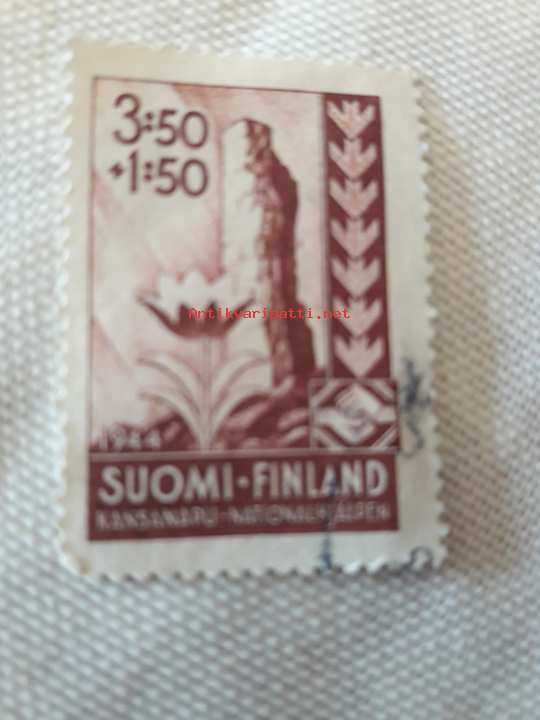 3:50
+1:50
Antikvariaatti.net
1944
SUOMI·FINLAND
KANSANAPU-NATIONALHJÄLPEN